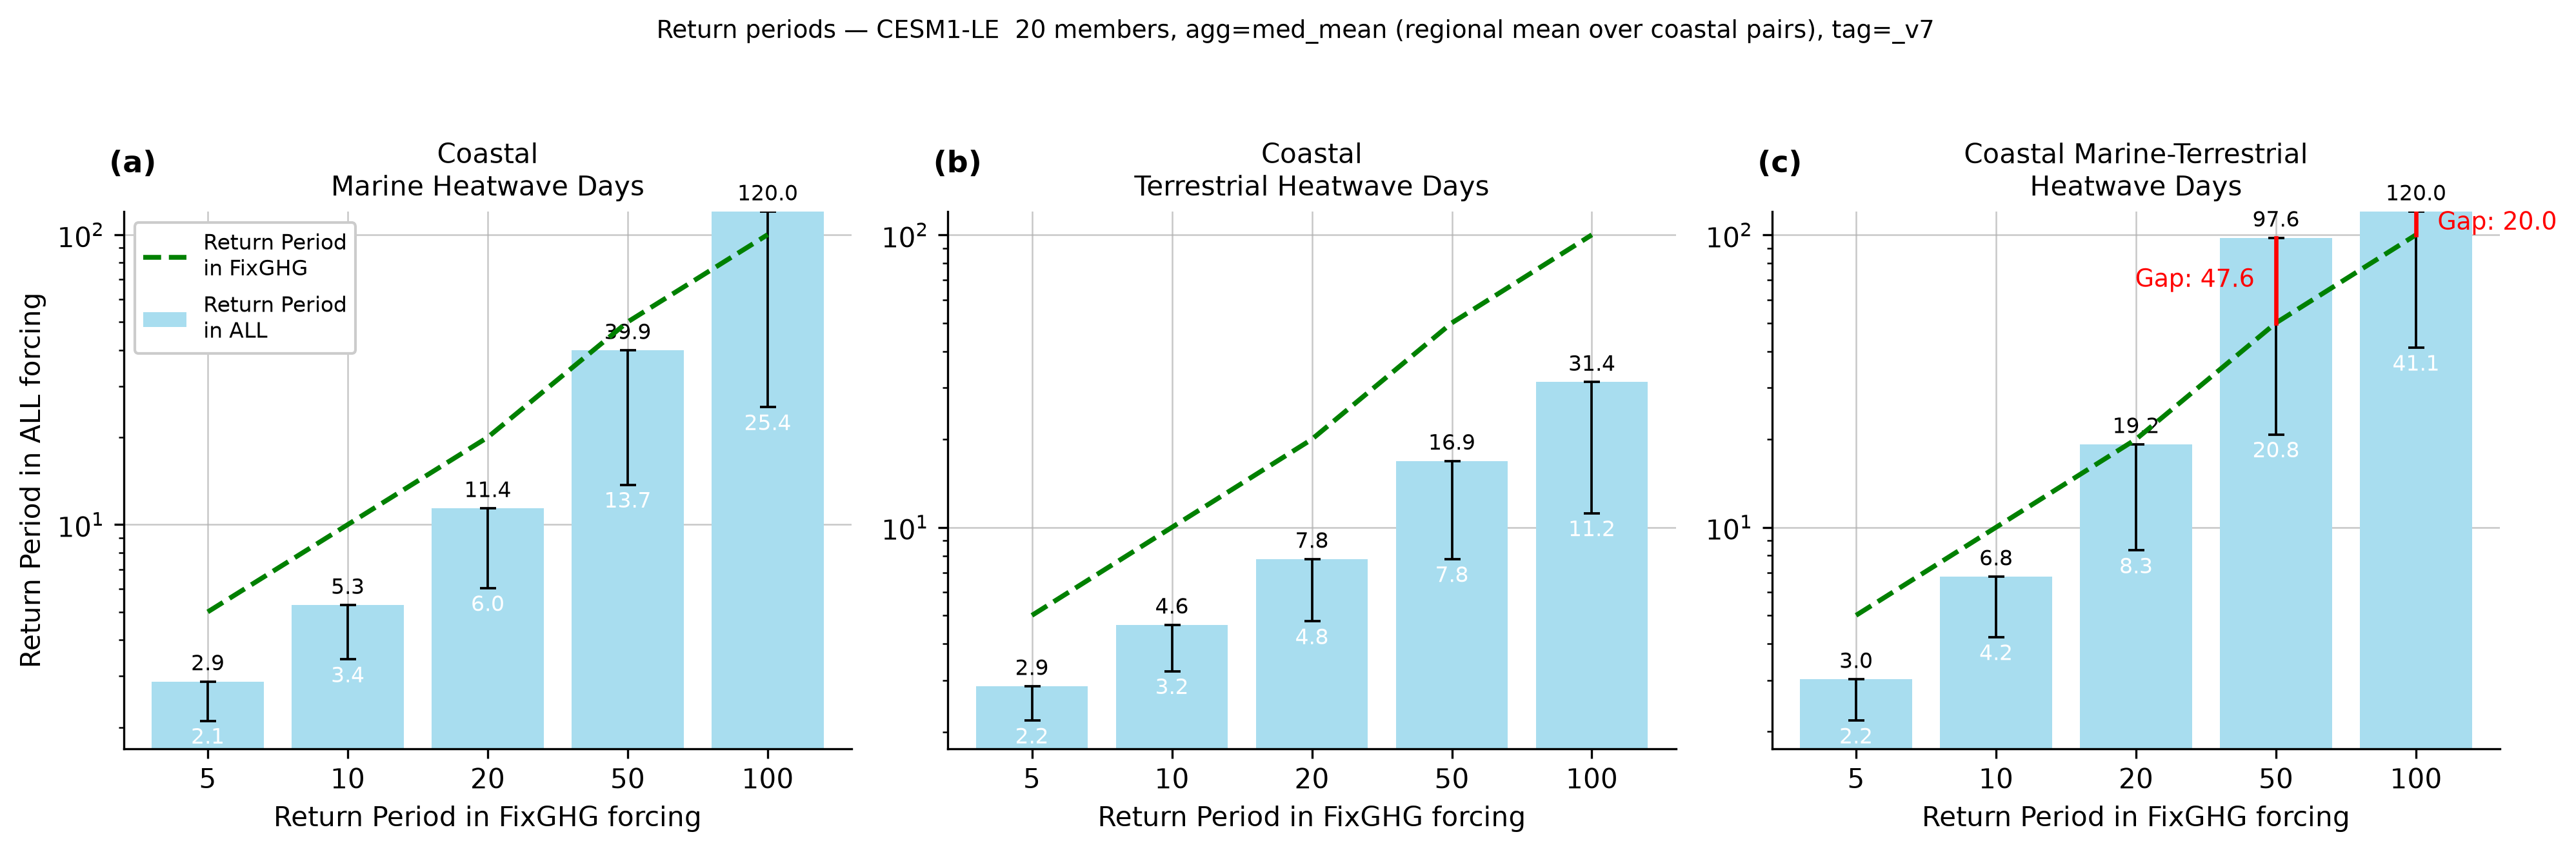 Return periods — CESM1-LE  20 members, agg=med_mean (regional mean over coastal pairs), tag=_v7
(a)
Coastal
Marine Heatwave Days
Return Period in ALL forcing
10²
10¹
Return Period
in FixGHG
Return Period
in ALL
2.9
5.3
11.4
39.9
120.0
2.1
3.4
6.0
13.7
25.4
5
10
20
50
100
Return Period in FixGHG forcing
(b)
Coastal
Terrestrial Heatwave Days
10²
10¹
2.9
4.6
7.8
16.9
31.4
2.2
3.2
4.8
7.8
11.2
5
10
20
50
100
Return Period in FixGHG forcing
(c)
Coastal Marine-Terrestrial
Heatwave Days
10²
10¹
3.0
6.8
19.2
97.6
120.0
Gap: 47.6
Gap: 20.0
2.2
4.2
8.3
20.8
41.1
5
10
20
50
100
Return Period in FixGHG forcing